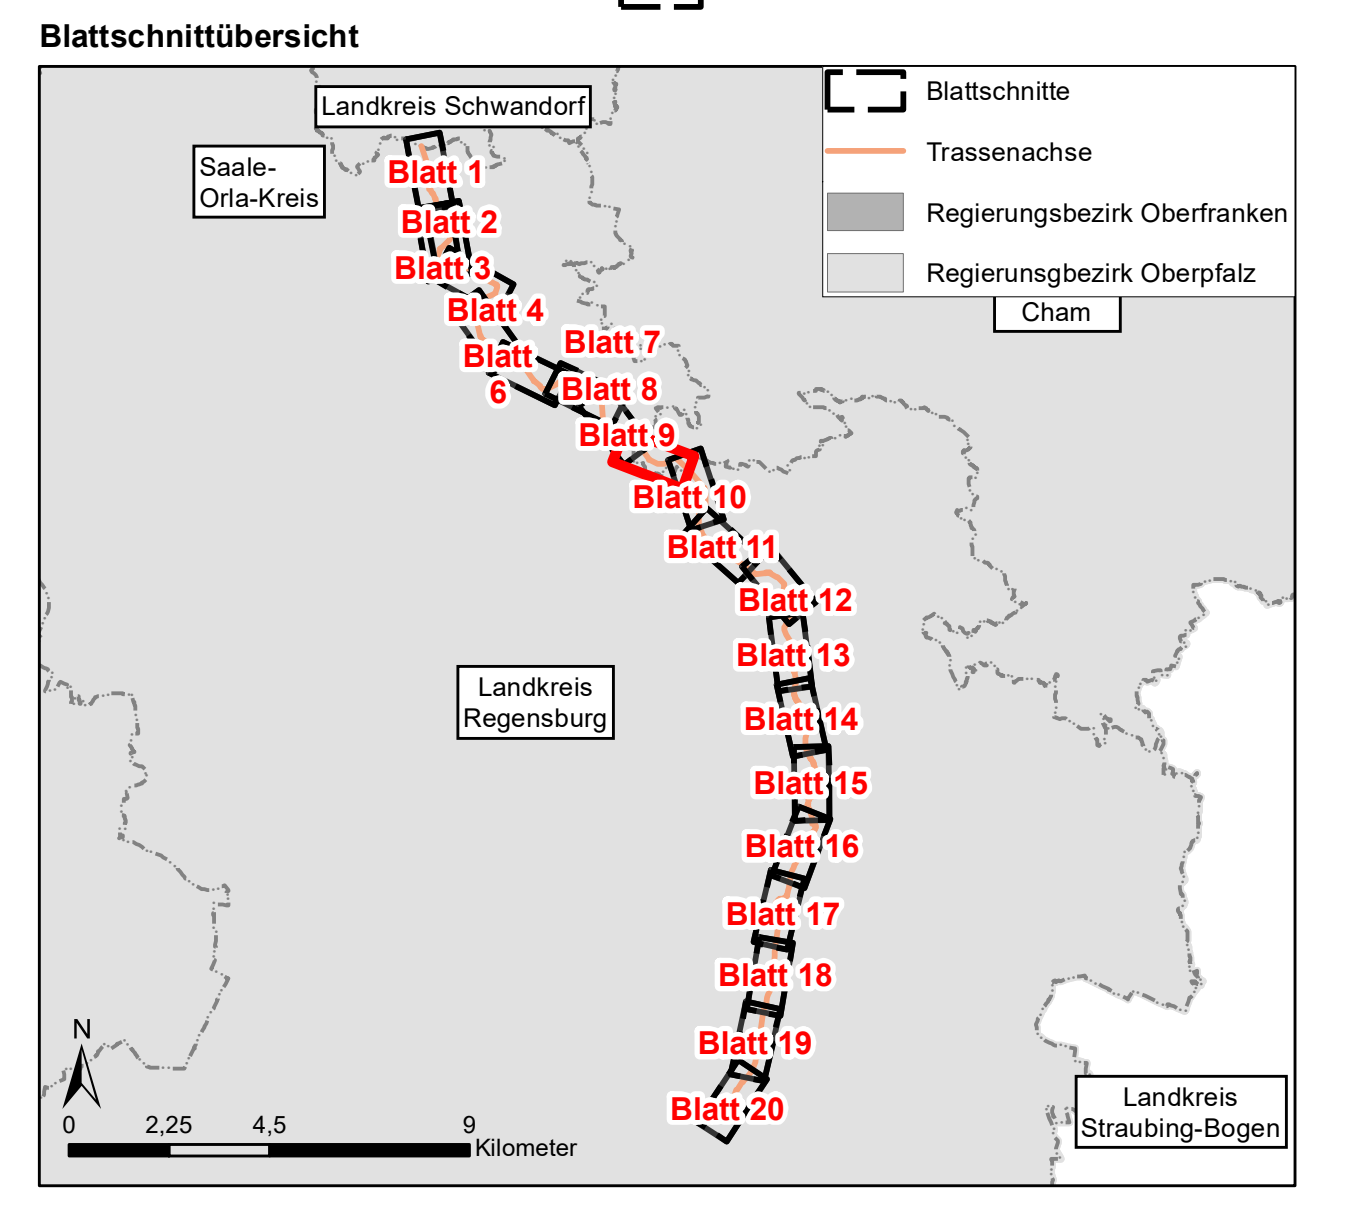 Blattschnittübersicht
Landkreis Schwandorf
Saale-
Orla-Kreis
Blattschnitte
Trassenachse
Regierungsbezirk Oberfranken
Regierunsgbezirk Oberpfalz
Cham
Blatt 1
Blatt 2
Blatt 3
Blatt 4
Blatt
6
Blatt 7
Blatt 8
Blatt 9
Blatt 10
Blatt 11
Blatt 12
Blatt 13
Blatt 14
Blatt 15
Blatt 16
Blatt 17
Blatt 18
Blatt 19
Blatt 20
Landkreis
Regensburg
Landkreis
Straubing-Bogen
N
0 2,25 4,5 9
Kilometer